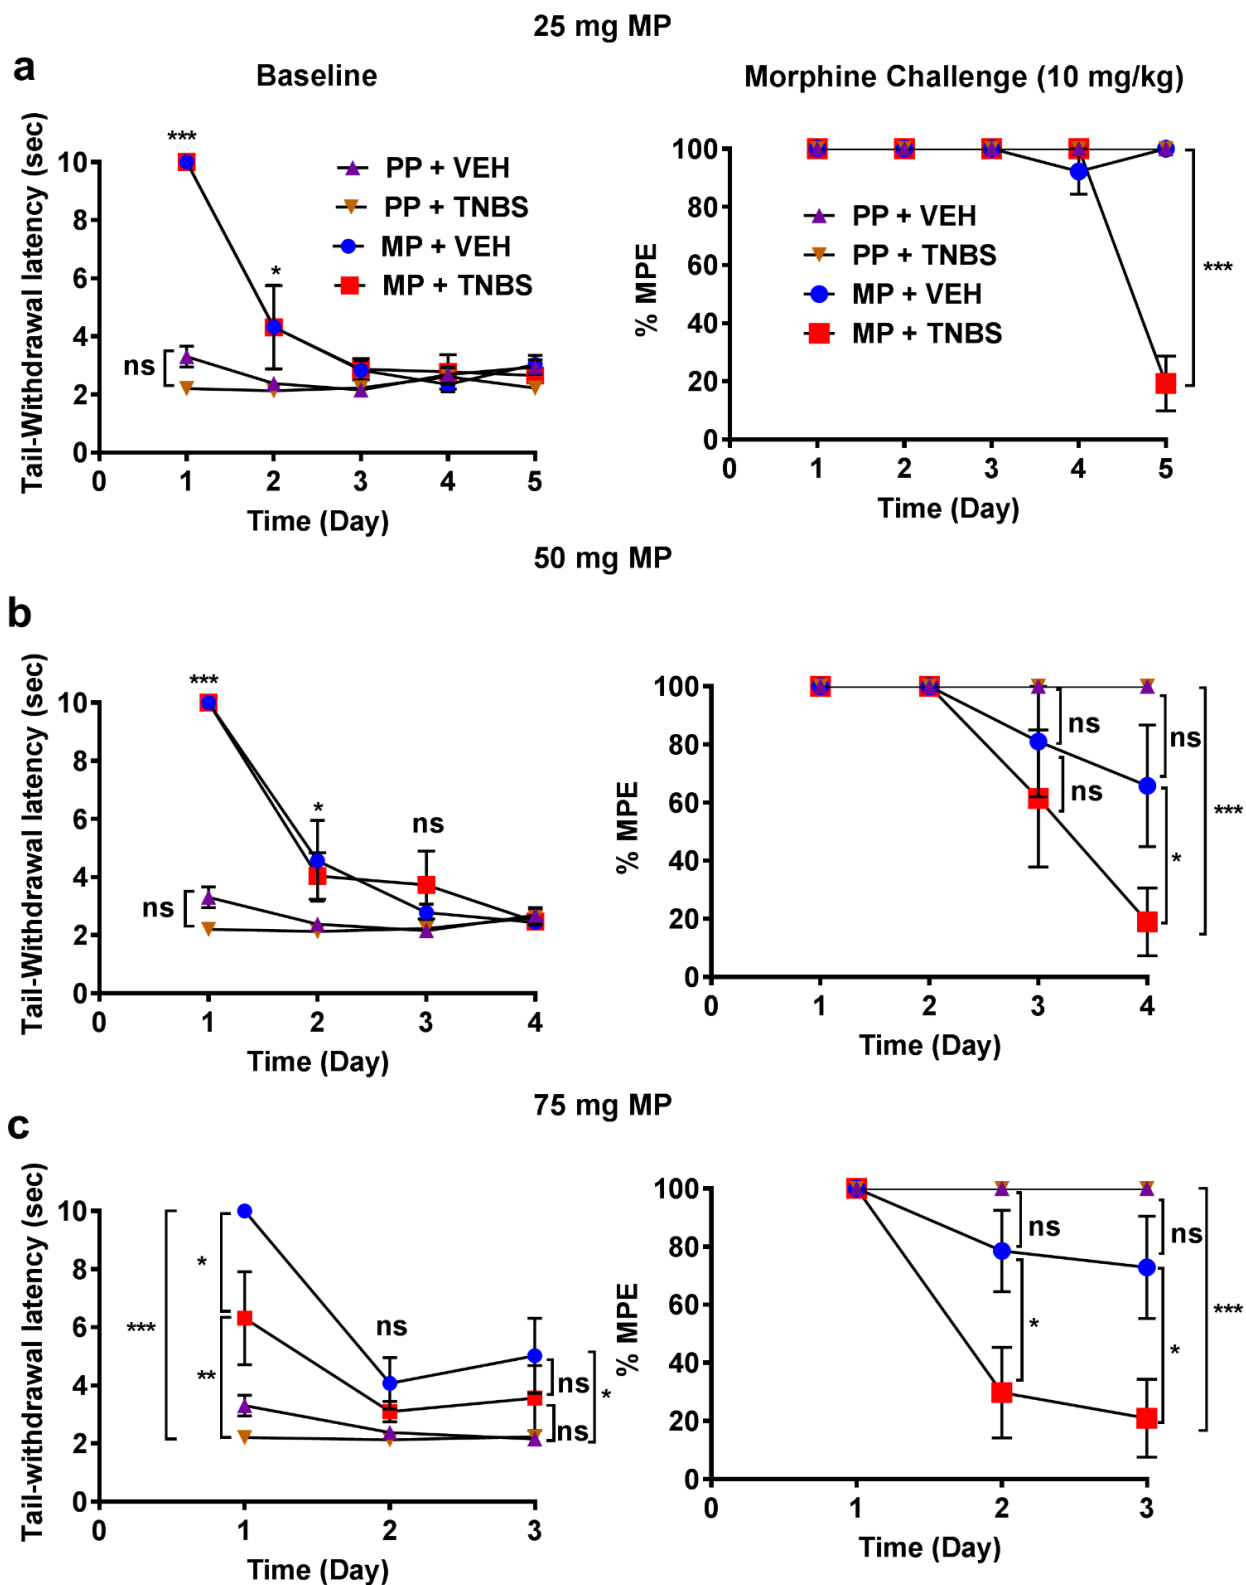 25 mg MP
a
Baseline
Morphine Challenge (10 mg/kg)
Tail-Withdrawal latency (sec)
10
8
6
4
2
0
***
*
ns
PP + VEH
PP + TNBS
MP + VEH
MP + TNBS
0 1 2 3 4 5
Time (Day)
% MPE
100
80
60
40
20
0
PP + VEH
PP + TNBS
MP + VEH
MP + TNBS
***
0 1 2 3 4 5
Time (Day)
50 mg MP
b
Tail-Withdrawal latency (sec)
10
8
6
4
2
0
***
*
ns
ns
0 1 2 3 4
Time (Day)
% MPE
100
80
60
40
20
0
ns
ns
ns
*
***
0 1 2 3 4
Time (Day)
75 mg MP
c
Tail-withdrawal latency (sec)
10
8
6
4
2
0
***
*
**
ns
ns
ns
*
0 1 2 3
Time (Day)
% MPE
100
80
60
40
20
0
ns
*
ns
*
***
0 1 2 3
Time (Day)